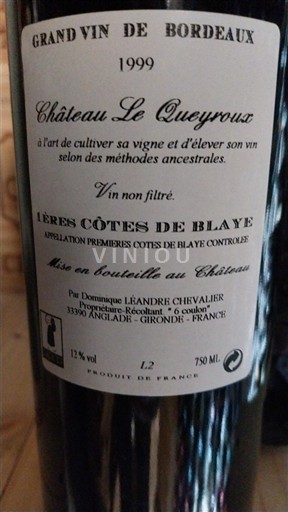 GRAND VIN DE BORDEAUX
1999
Château Le Queyroux
à l'art de cultiver sa vigne et d'élever son vin
selon des méthodes ancestrales.
Vin non filtré.
1ÈRES CÔTES DE BLAYE
APPELLATION PREMIERES COTES DE BLAYE CONTROLEE
VINIOU
Mise en bouteille au Château
Par Dominique LÉANDRE CHEVALIER
Propriétaire-Récoltant " 6 coulon"
33390 ANGLADE - GIRONDE - FRANCE
12 % vol
L2
750 ML.
PRODUIT DE FRANCE